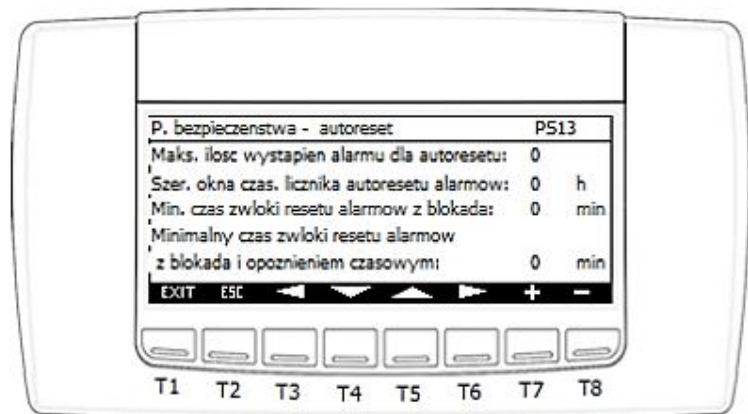 P. bezpieczenstwa - autoreset PS13
Maks. ilosc wystapien alarmu dla autoresetu: 0
Szer. okna czas. licznika autoresetu alarmow: 0 h
Min. czas zwloki resetu alarmow z blokada: 0 min
Minimalny czas zwloki resetu alarmow
z blokada i opoznieniem czasowym: 0 min
EXIT ESC + -
T1 T2 T3 T4 T5 T6 T7 T8